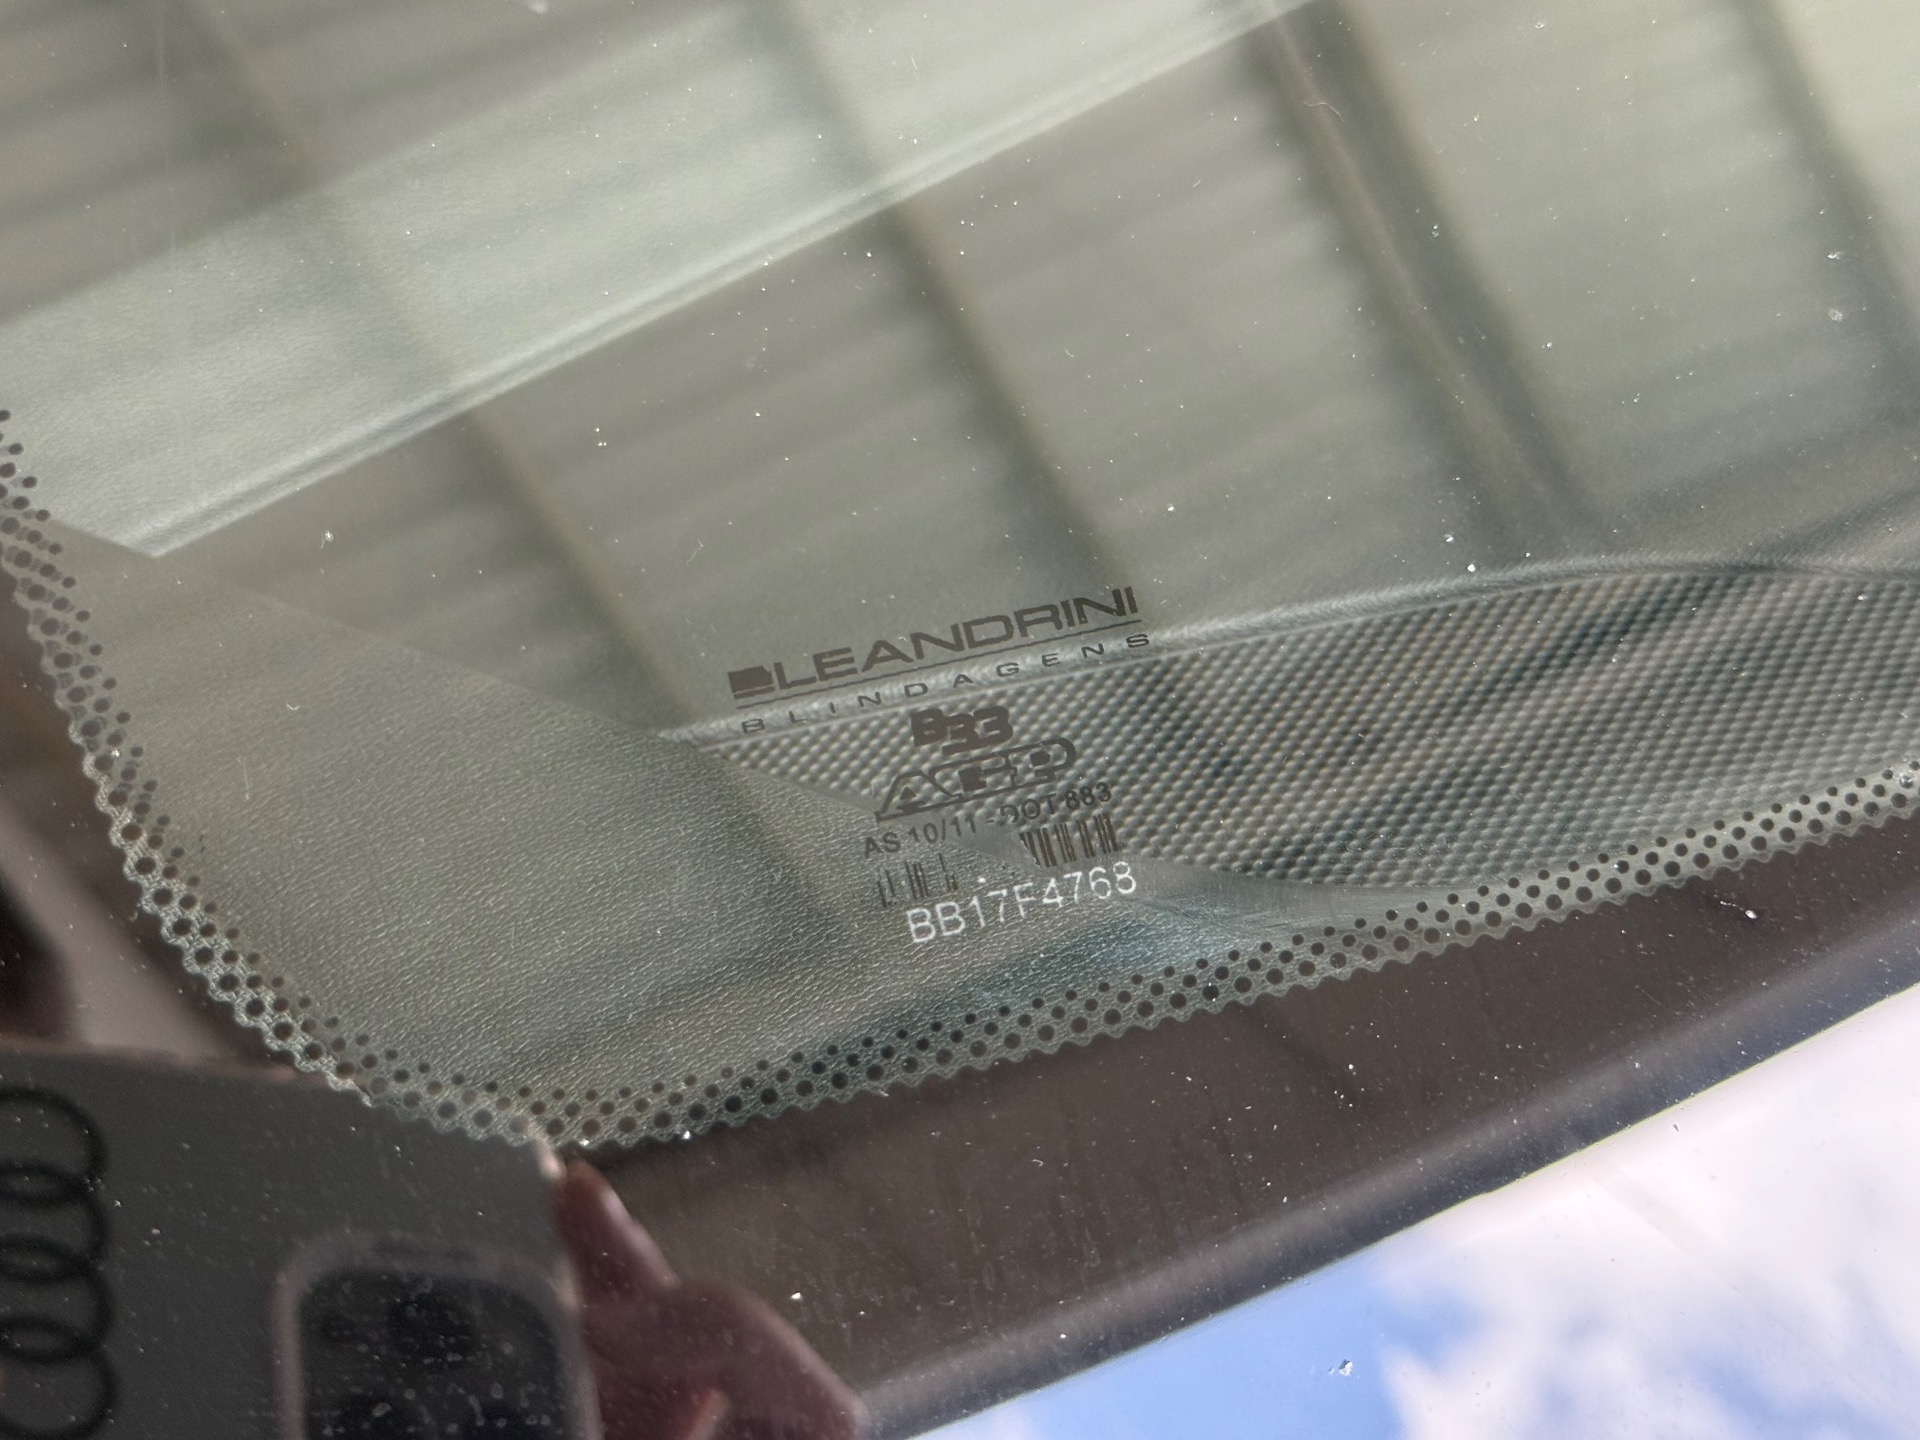 LEANDRINI
BLINDAGENS
B33
AGP
AS 10/11 - DOT 883
BB17F4768